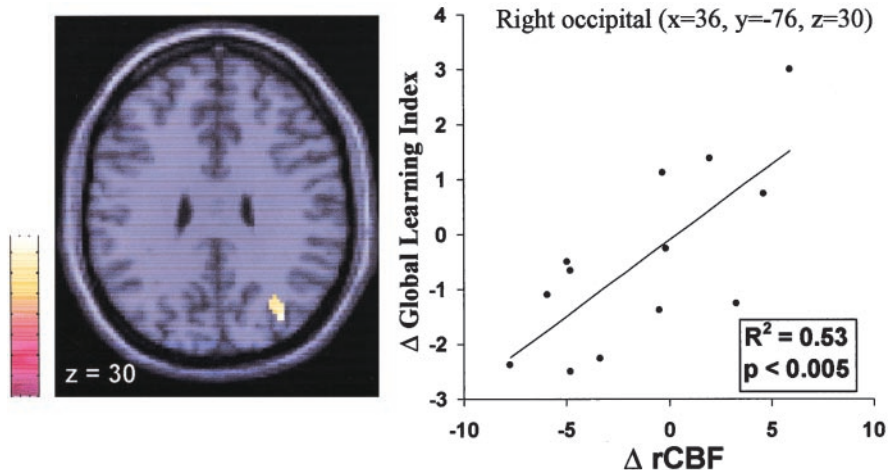 z = 30
Right occipital (x=36, y=-76, z=30)
Δ Global Learning Index
4
3
2
1
0
-1
-2
-3
-10
-5
0
5
10
Δ rCBF
R² = 0.53
p < 0.005